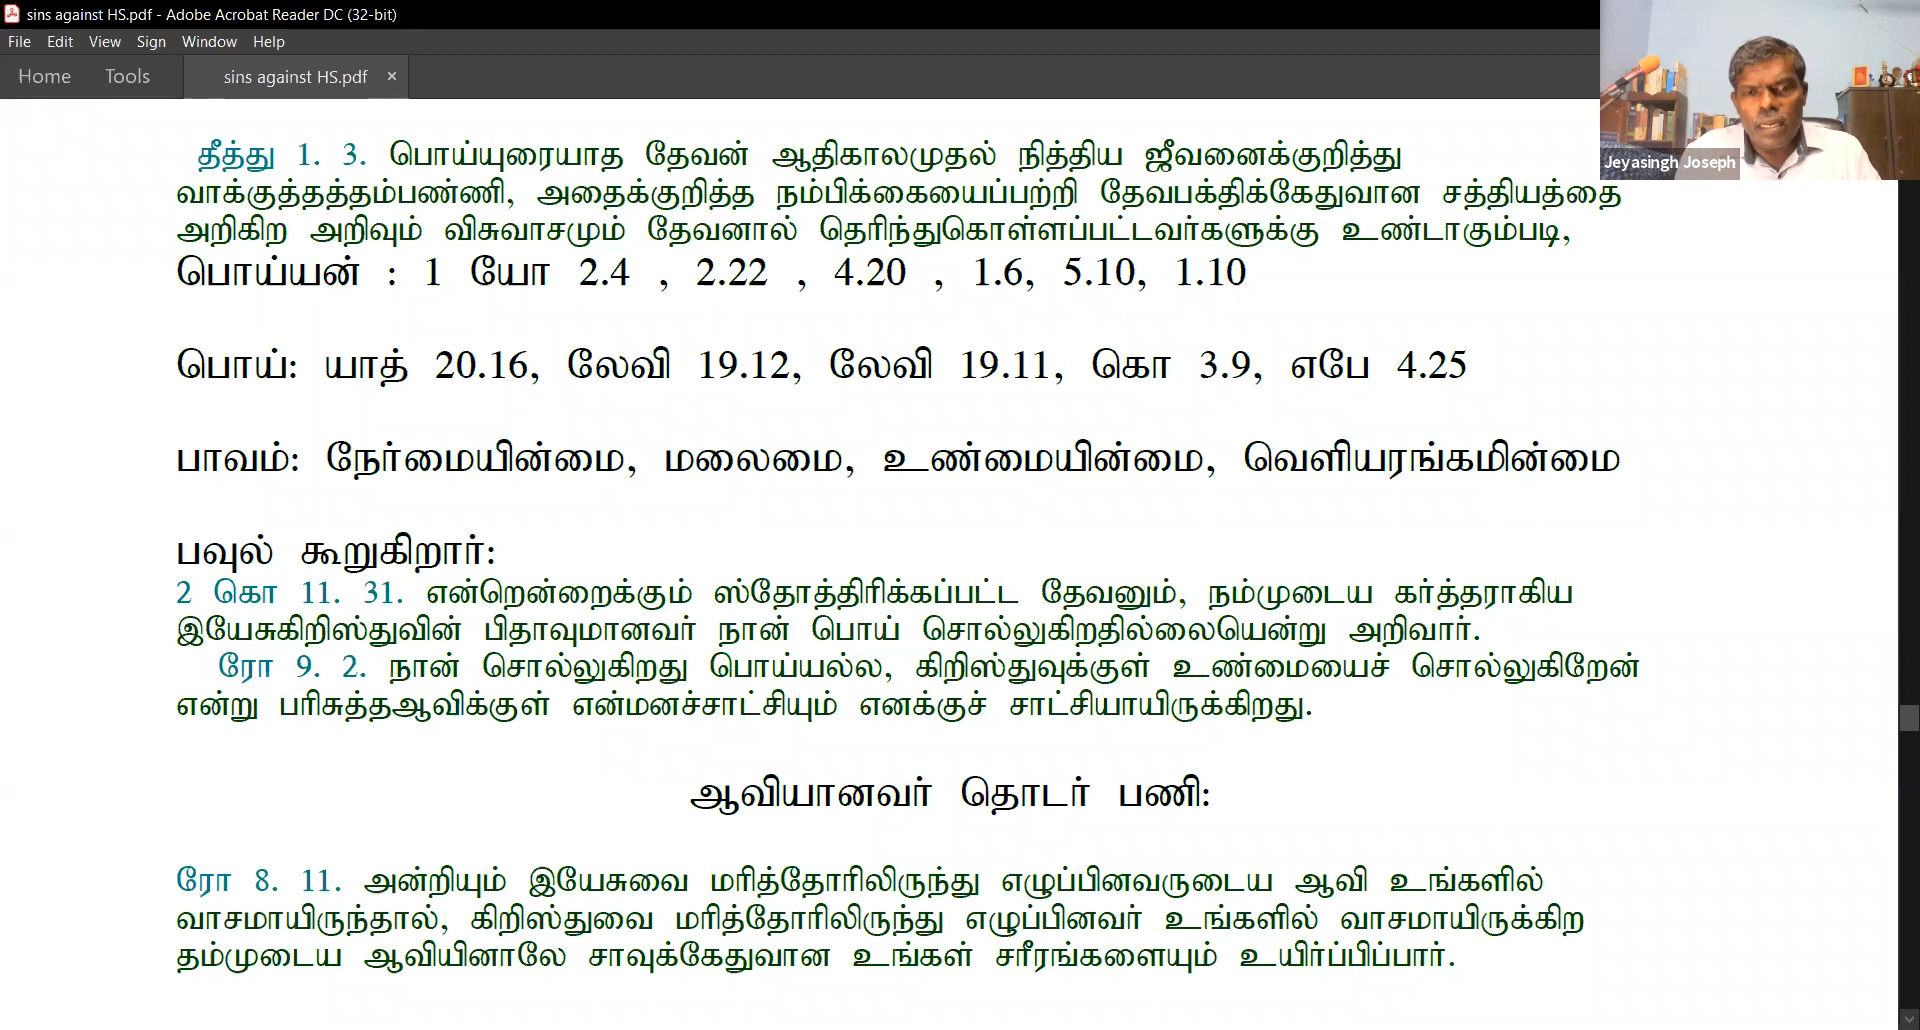 sins against HS.pdf - Adobe Acrobat Reader DC (32-bit)
File Edit View Sign Window Help
Home Tools sins against HS.pdf ×
Jeyasingh Joseph
தீத்து 1. 3. பொய்யுரையாத தேவன் ஆதிகாலமுதல் நித்திய ஜீவனைக்குறித்து
வாக்குத்தத்தம்பண்ணி, அதைக்குறித்த நம்பிக்கையைப்பற்றி தேவபக்திக்கேதுவான சத்தியத்தை
அறிகிற அறிவும் விசுவாசமும் தேவனால் தெரிந்துகொள்ளப்பட்டவர்களுக்கு உண்டாகும்படி,
பொய்யன் : 1 யோ 2.4 , 2.22 , 4.20 , 1.6, 5.10, 1.10
பொய்: யாத் 20.16, லேவி 19.12, லேவி 19.11, கொ 3.9, எபே 4.25
பாவம்: நேர்மையின்மை, மலைமை, உண்மையின்மை, வெளியரங்கமின்மை
பவுல் கூறுகிறார்:
2 கொ 11. 31. என்றென்றைக்கும் ஸ்தோத்திரிக்கப்பட்ட தேவனும், நம்முடைய கர்த்தராகிய
இயேசுகிறிஸ்துவின் பிதாவுமானவர் நான் பொய் சொல்லுகிறதில்லையென்று அறிவார்.
ரோ 9. 2. நான் சொல்லுகிறது பொய்யல்ல, கிறிஸ்துவுக்குள் உண்மையைச் சொல்லுகிறேன்
என்று பரிசுத்தஆவிக்குள் என்மனச்சாட்சியும் எனக்குச் சாட்சியாயிருக்கிறது.
ஆவியானவர் தொடர் பணி:
ரோ 8. 11. அன்றியும் இயேசுவை மரித்தோரிலிருந்து எழுப்பினவருடைய ஆவி உங்களில்
வாசமாயிருந்தால், கிறிஸ்துவை மரித்தோரிலிருந்து எழுப்பினவர் உங்களில் வாசமாயிருக்கிற
தம்முடைய ஆவியினாலே சாவுக்கேதுவான உங்கள் சரீரங்களையும் உயிர்ப்பிப்பார்.